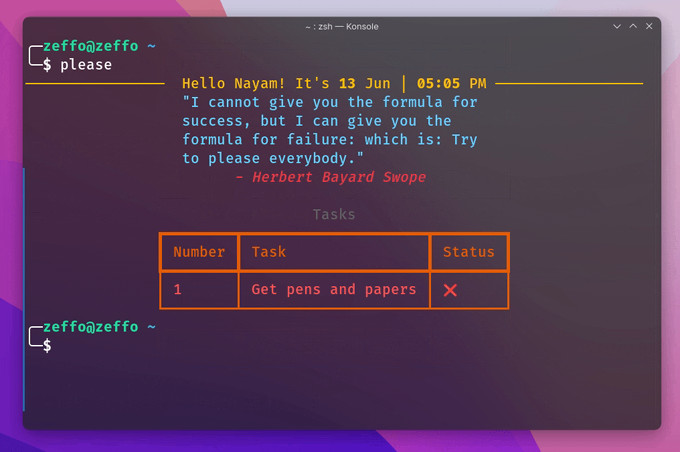 ~ : zsh — Konsole
zeffo@zeffo ~
$ please
Hello Nayam! It's 13 Jun | 05:05 PM
"I cannot give you the formula for
success, but I can give you the
formula for failure: which is: Try
to please everybody."
- Herbert Bayard Swope
Tasks
Number Task Status
1 Get pens and papers ❌
zeffo@zeffo ~
$